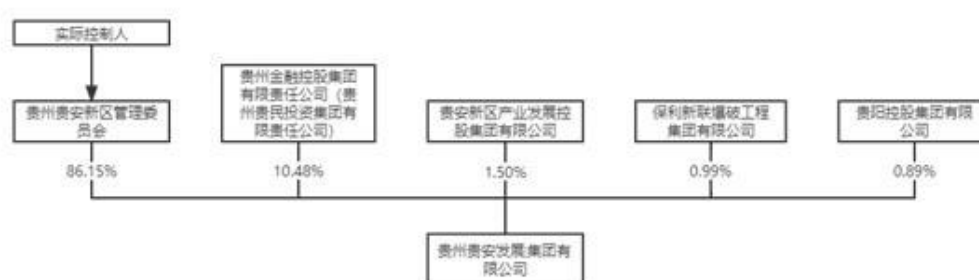 实际控制人
贵州贵安新区管理委
员会
贵州金融控股集团
有限责任公司（贵
州贵民投资集团有
限责任公司）
贵安新区产业发展控
股集团有限公司
保利新联爆破工程
集团有限公司
贵阳控股集团有限
公司
86.15%
10.48%
1.50%
0.99%
0.89%
贵州贵安发展集团有
限公司